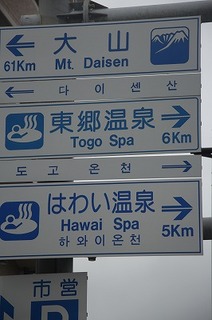 大山
61Km Mt. Daisen
다이센산
東郷温泉
Togo Spa 6Km
도고온천
はわい温泉
Hawai Spa
하와이온천 5Km
市営
P